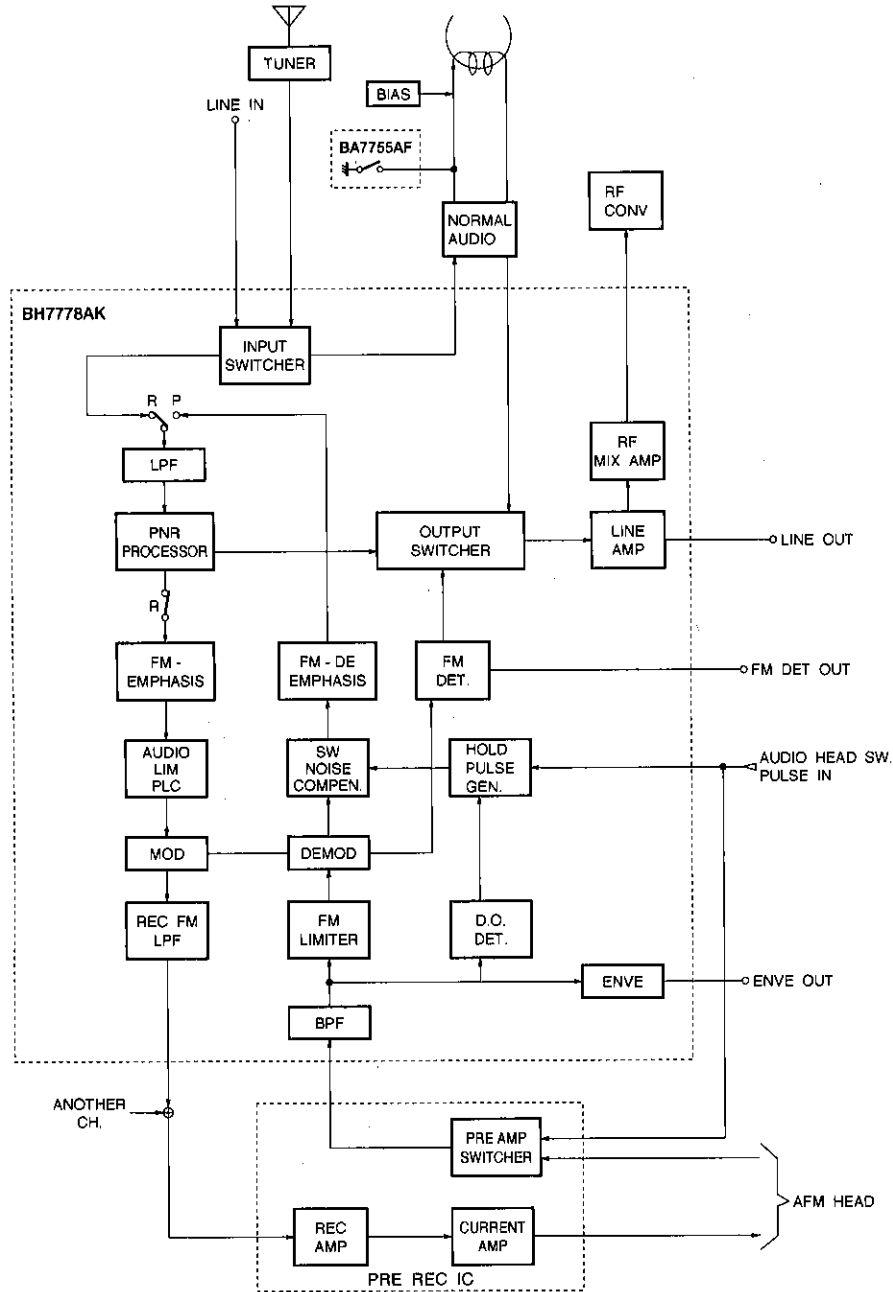 TUNER
LINE IN
BIAS
BA7755AF
NORMAL
AUDIO
RF
CONV
BH7778AK
INPUT
SWITCHER
R P
LPF
RF
MIX AMP
PNR
PROCESSOR
OUTPUT
SWITCHER
LINE
AMP
LINE OUT
R
FM -
EMPHASIS
FM - DE
EMPHASIS
FM
DET.
FM DET OUT
AUDIO
LIM
PLC
SW
NOISE
COMPEN.
HOLD
PULSE
GEN.
AUDIO HEAD SW.
PULSE IN
MOD
DEMOD
REC FM
LPF
FM
LIMITER
D.O.
DET.
ENVE
ENVE OUT
BPF
ANOTHER
CH.
PRE AMP
SWITCHER
AFM HEAD
REC
AMP
CURRENT
AMP
PRE REC IC